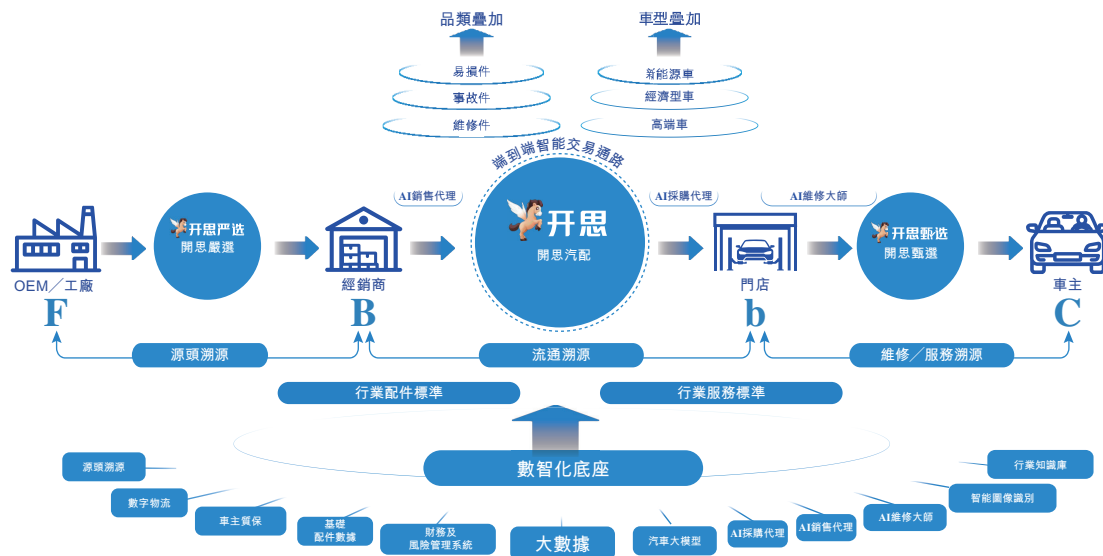 品類疊加
車型疊加
易損件
事故件
維修件
新能源車
經濟型車
高端車
端到端智能交易通路
AI銷售代理
AI採購代理
AI維修大師
开思严选
開思嚴選
开思
開思汽配
开思甄选
開思甄選
OEM／工廠
經銷商
門店
車主
F
B
b
C
源頭溯源
流通溯源
維修／服務溯源
行業配件標準
行業服務標準
數智化底座
源頭溯源
數字物流
車主質保
基礎
配件數據
財務及
風險管理系統
大數據
汽車大模型
AI採購代理
AI銷售代理
AI維修大師
智能圖像識別
行業知識庫